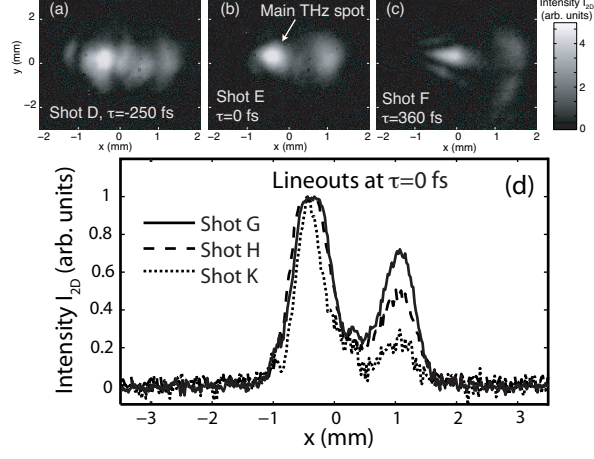 Intensity I2D
(arb. units)
(a)
(b)
Main THz spot
(c)
2
0
−2
y (mm)
Shot D, τ=-250 fs
Shot E
τ=0 fs
Shot F
τ=360 fs
4
2
0
−2 −1 0 1 2
−2 −1 0 1 2
−2 −1 0 1 2
x (mm)
x (mm)
x (mm)
Lineouts at τ=0 fs
(d)
Shot G
Shot H
Shot K
Intensity I2D (arb. units)
1
0.8
0.6
0.4
0.2
0
−3 −2 −1 0 1 2 3
x (mm)